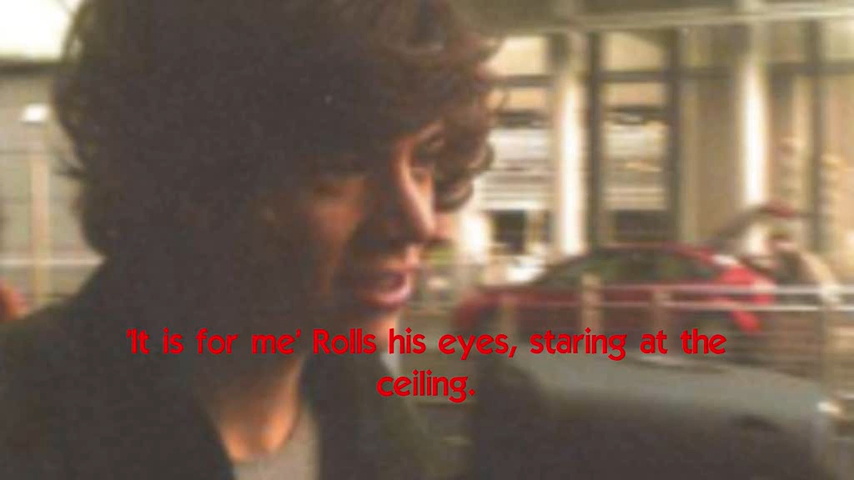 'It is for me' Rolls his eyes, staring at the
ceiling.